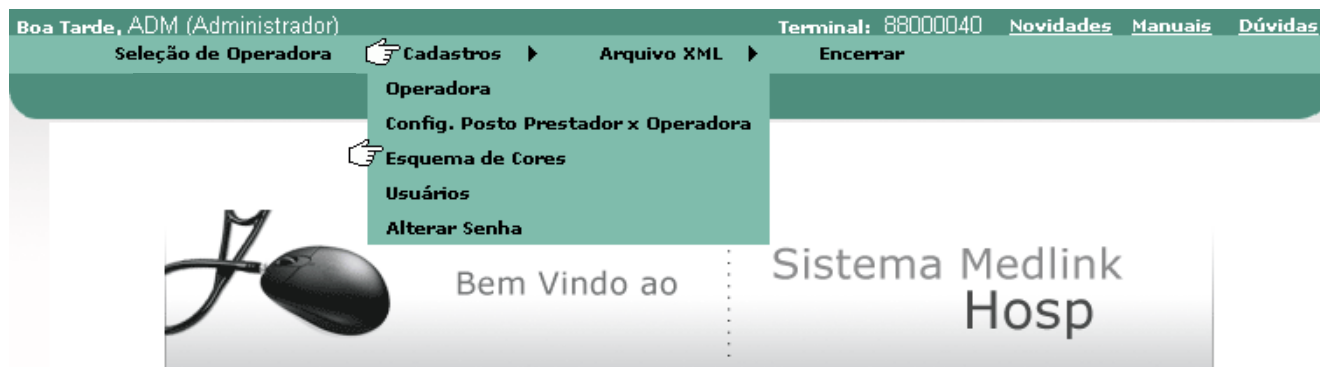 Boa Tarde, ADM (Administrador) Terminal: 88000040 Novidades Manuais Dúvidas
Seleção de Operadora Cadastros Arquivo XML Encerrar
Operadora
Config. Posto Prestador x Operadora
Esquema de Cores
Usuários
Alterar Senha
Bem Vindo ao
Sistema Medlink
Hosp